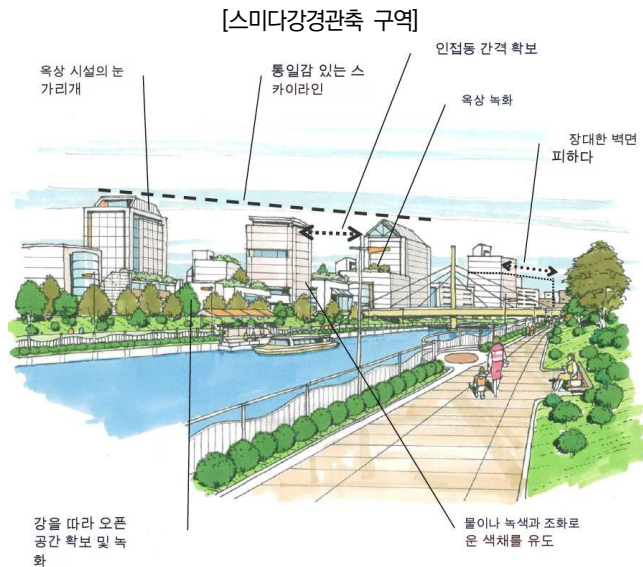 [스미다강경관축 구역]
인접동 간격 확보
옥상 시설의 눈
가리개
통일감 있는 스
카이라인
옥상 녹화
장대한 벽면
피하다
강을 따라 오픈
공간 확보 및 녹
화
물이나 녹색과 조화로
운 색채를 유도